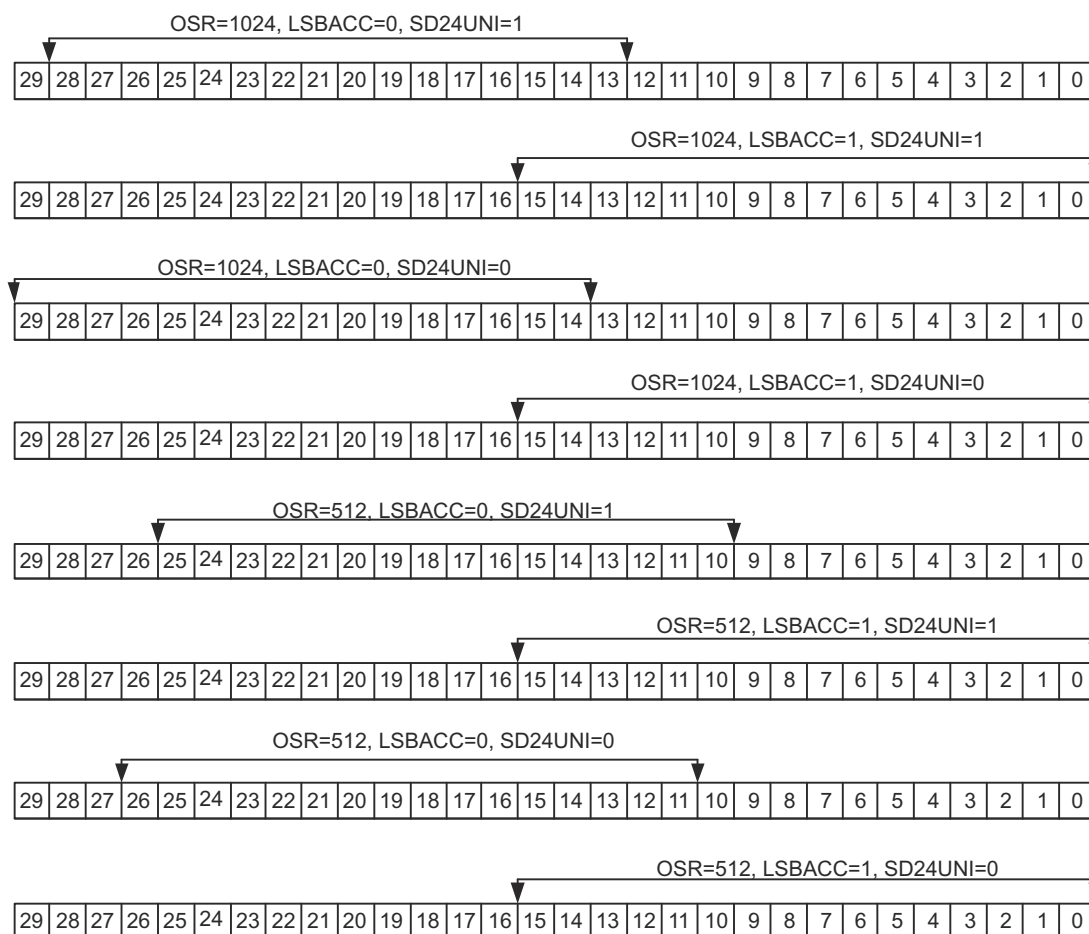 OSR=1024, LSBACC=0, SD24UNI=1
29 28 27 26 25 24 23 22 21 20 19 18 17 16 15 14 13 12 11 10 9 8 7 6 5 4 3 2 1 0
OSR=1024, LSBACC=1, SD24UNI=1
29 28 27 26 25 24 23 22 21 20 19 18 17 16 15 14 13 12 11 10 9 8 7 6 5 4 3 2 1 0
OSR=1024, LSBACC=0, SD24UNI=0
29 28 27 26 25 24 23 22 21 20 19 18 17 16 15 14 13 12 11 10 9 8 7 6 5 4 3 2 1 0
OSR=1024, LSBACC=1, SD24UNI=0
29 28 27 26 25 24 23 22 21 20 19 18 17 16 15 14 13 12 11 10 9 8 7 6 5 4 3 2 1 0
OSR=512, LSBACC=0, SD24UNI=1
29 28 27 26 25 24 23 22 21 20 19 18 17 16 15 14 13 12 11 10 9 8 7 6 5 4 3 2 1 0
OSR=512, LSBACC=1, SD24UNI=1
29 28 27 26 25 24 23 22 21 20 19 18 17 16 15 14 13 12 11 10 9 8 7 6 5 4 3 2 1 0
OSR=512, LSBACC=0, SD24UNI=0
29 28 27 26 25 24 23 22 21 20 19 18 17 16 15 14 13 12 11 10 9 8 7 6 5 4 3 2 1 0
OSR=512, LSBACC=1, SD24UNI=0
29 28 27 26 25 24 23 22 21 20 19 18 17 16 15 14 13 12 11 10 9 8 7 6 5 4 3 2 1 0